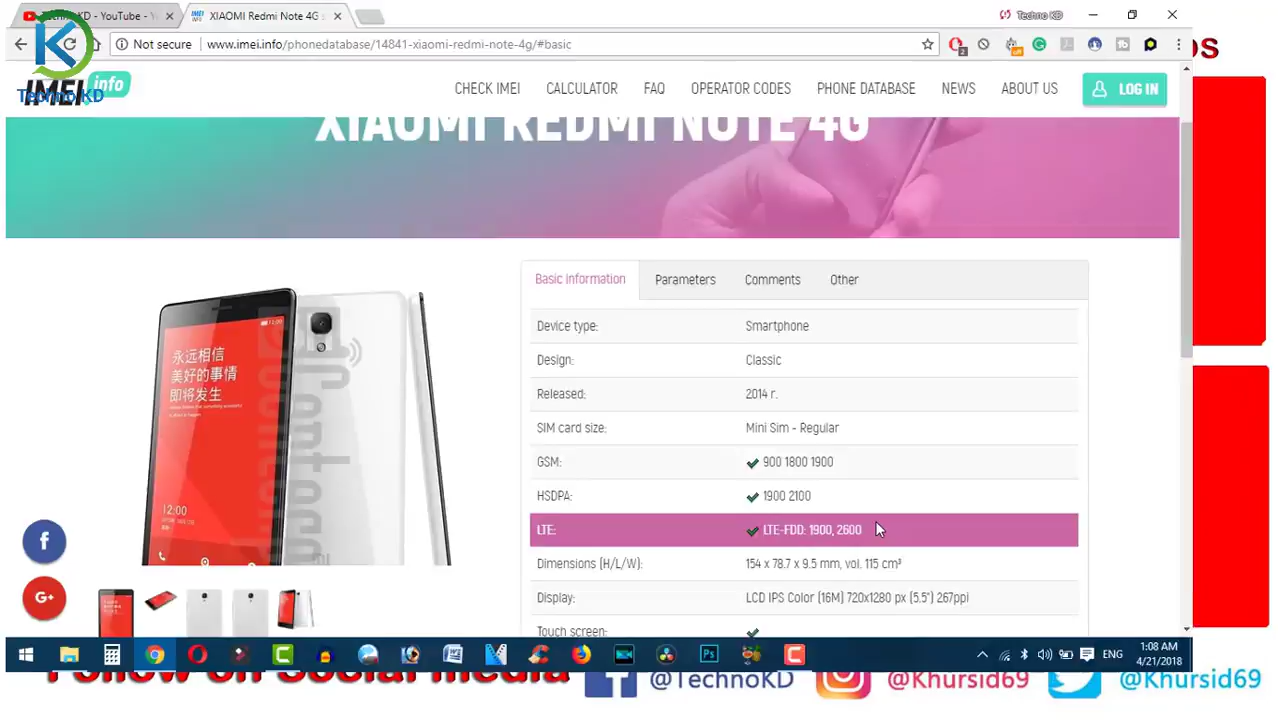 Techno KD - YouTube - Y
XIAOMI Redmi Note 4G s
Techno KD
Not secure
www.imei.info/phonedatabase/14841-xiaomi-redmi-note-4g/#basic
IMEI info
Techno KD
CHECK IMEI
CALCULATOR
FAQ
OPERATOR CODES
PHONE DATABASE
NEWS
ABOUT US
LOG IN
XIAOMI REDMI NOTE 4G
Basic information
Parameters
Comments
Other
Device type: Smartphone
Design: Classic
Released: 2014 r.
SIM card size: Mini Sim - Regular
GSM: 900 1800 1900
HSDPA: 1900 2100
LTE: LTE-FDD: 1900, 2600
Dimensions (H/L/W): 154 x 78.7 x 9.5 mm, vol. 115 cm³
Display: LCD IPS Color (16M) 720x1280 px (5.5") 267ppi
Touch screen:
永远相信
美好的事情
即将发生
12:00
G+
ENG
1:08 AM
4/21/2018
Follow on Social media
@TechnoKD
@Khursid69
@Khursid69